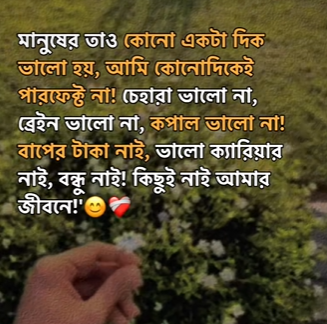 মানুষের তাও কোনো একটা দিক
ভালো হয়, আমি কোনোদিকেই
পারফেক্ট না! চেহারা ভালো না,
ব্রেইন ভালো না, কপাল ভালো না!
বাপের টাকা নাই, ভালো ক্যারিয়ার
নাই, বন্ধু নাই! কিছুই নাই আমার
জীবনে!'😊❤️‍🩹